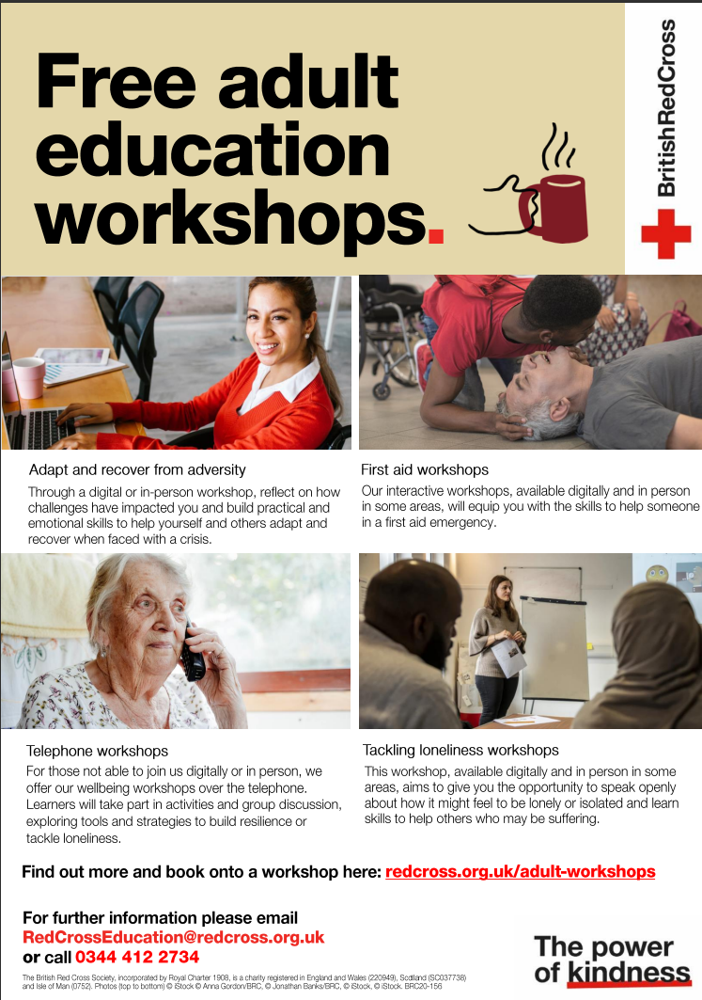 Free adult
education
workshops.
BritishRedCross
Adapt and recover from adversity
Through a digital or in-person workshop, reflect on how
challenges have impacted you and build practical and
emotional skills to help yourself and others adapt and
recover when faced with a crisis.
First aid workshops
Our interactive workshops, available digitally and in person
in some areas, will equip you with the skills to help someone
in a first aid emergency.
Telephone workshops
For those not able to join us digitally or in person, we
offer our wellbeing workshops over the telephone.
Learners will take part in activities and group discussion,
exploring tools and strategies to build resilience or
tackle loneliness.
Tackling loneliness workshops
This workshop, available digitally and in person in some
areas, aims to give you the opportunity to speak openly
about how it might feel to be lonely or isolated and learn
skills to help others who may be suffering.
Find out more and book onto a workshop here: redcross.org.uk/adult-workshops
For further information please email
RedCrossEducation@redcross.org.uk
or call 0344 412 2734
The British Red Cross Society, incorporated by Royal Charter 1908, is a charity registered in England and Wales (220949), Scotland (SC037738)
and Isle of Man (0752). Photos (top to bottom) © iStock © Anna Gordon/BRC, © Jonathan Banks/BRC, © iStock, © iStock. BRC20-156
The power
of kindness